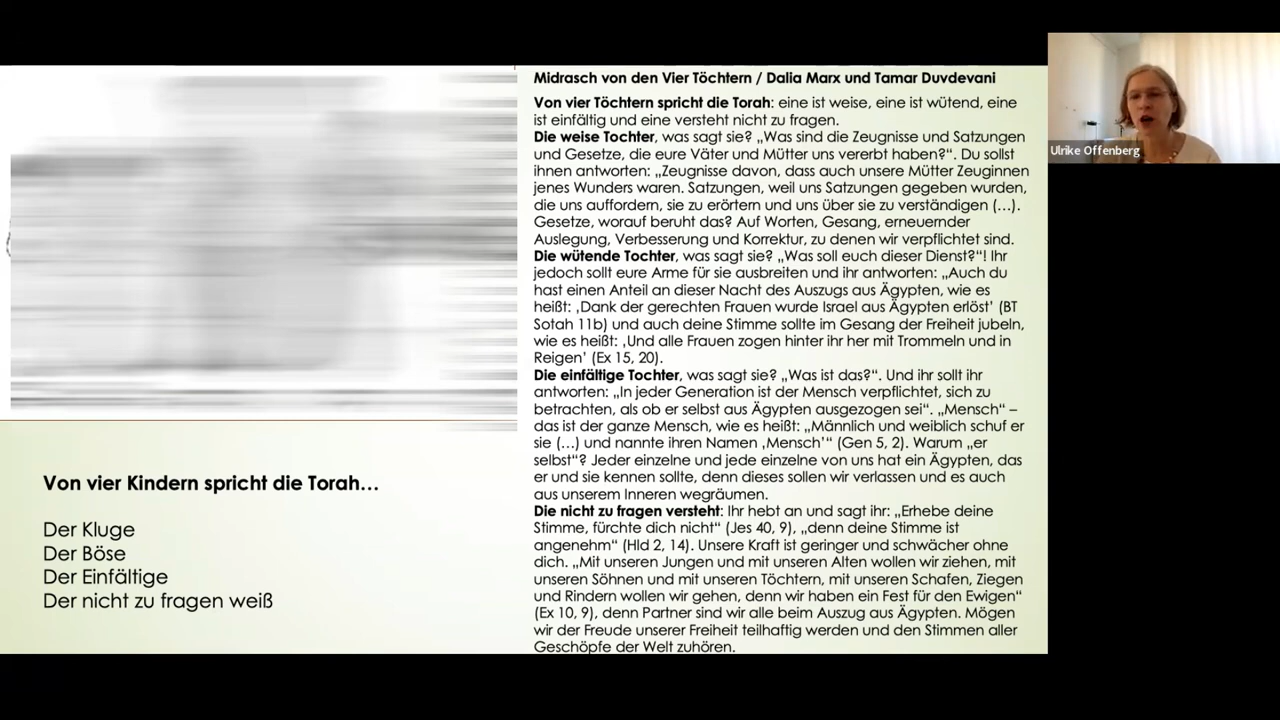 Von vier Kindern spricht die Torah…
Der Kluge
Der Böse
Der Einfältige
Der nicht zu fragen weiß
Midrasch von den Vier Töchtern / Dalia Marx und Tamar Duvdevani
Von vier Töchtern spricht die Torah: eine ist weise, eine ist wütend, eine
ist einfältig und eine versteht nicht zu fragen.
Die weise Tochter, was sagt sie? „Was sind die Zeugnisse und Satzungen
und Gesetze, die eure Väter und Mütter uns vererbt haben?“. Du sollst
ihnen antworten: „Zeugnisse davon, dass auch unsere Mütter Zeuginnen
jenes Wunders waren. Satzungen, weil uns Satzungen gegeben wurden,
die uns auffordern, sie zu erörtern und uns über sie zu verständigen (…).
Gesetze, worauf beruht das? Auf Worten, Gesang, erneuernder
Auslegung, Verbesserung und Korrektur, zu denen wir verpflichtet sind.
Die wütende Tochter, was sagt sie? „Was soll euch dieser Dienst?“! Ihr
jedoch sollt eure Arme für sie ausbreiten und ihr antworten: „Auch du
hast einen Anteil an dieser Nacht des Auszugs aus Ägypten, wie es
heißt: ‚Dank der gerechten Frauen wurde Israel aus Ägypten erlöst’ (BT
Sotah 11b) und auch deine Stimme sollte im Gesang der Freiheit jubeln,
wie es heißt: ‚Und alle Frauen zogen hinter ihr her mit Trommeln und in
Reigen’ (Ex 15, 20).
Die einfältige Tochter, was sagt sie? „Was ist das?“. Und ihr sollt ihr
antworten: „In jeder Generation ist der Mensch verpflichtet, sich zu
betrachten, als ob er selbst aus Ägypten ausgezogen sei“. „Mensch“ –
das ist der ganze Mensch, wie es heißt: „Männlich und weiblich schuf er
sie (…) und nannte ihren Namen ‚Mensch’“ (Gen 5, 2). Warum „er
selbst“? Jeder einzelne und jede einzelne von uns hat ein Ägypten, das
er und sie kennen sollte, denn dieses sollen wir verlassen und es auch
aus unserem Inneren wegräumen.
Die nicht zu fragen versteht: Ihr hebt an und sagt ihr: „Erhebe deine
Stimme, fürchte dich nicht“ (Jes 40, 9), „denn deine Stimme ist
angenehm“ (Hld 2, 14). Unsere Kraft ist geringer und schwächer ohne
dich. „Mit unseren Jungen und mit unseren Alten wollen wir ziehen, mit
unseren Söhnen und mit unseren Töchtern, mit unseren Schafen, Ziegen
und Rindern wollen wir gehen, denn wir haben ein Fest für den Ewigen“
(Ex 10, 9), denn Partner sind wir alle beim Auszug aus Ägypten. Mögen
wir der Freude unserer Freiheit teilhaftig werden und den Stimmen aller
Geschöpfe der Welt zuhören.
Ulrike Offenberg